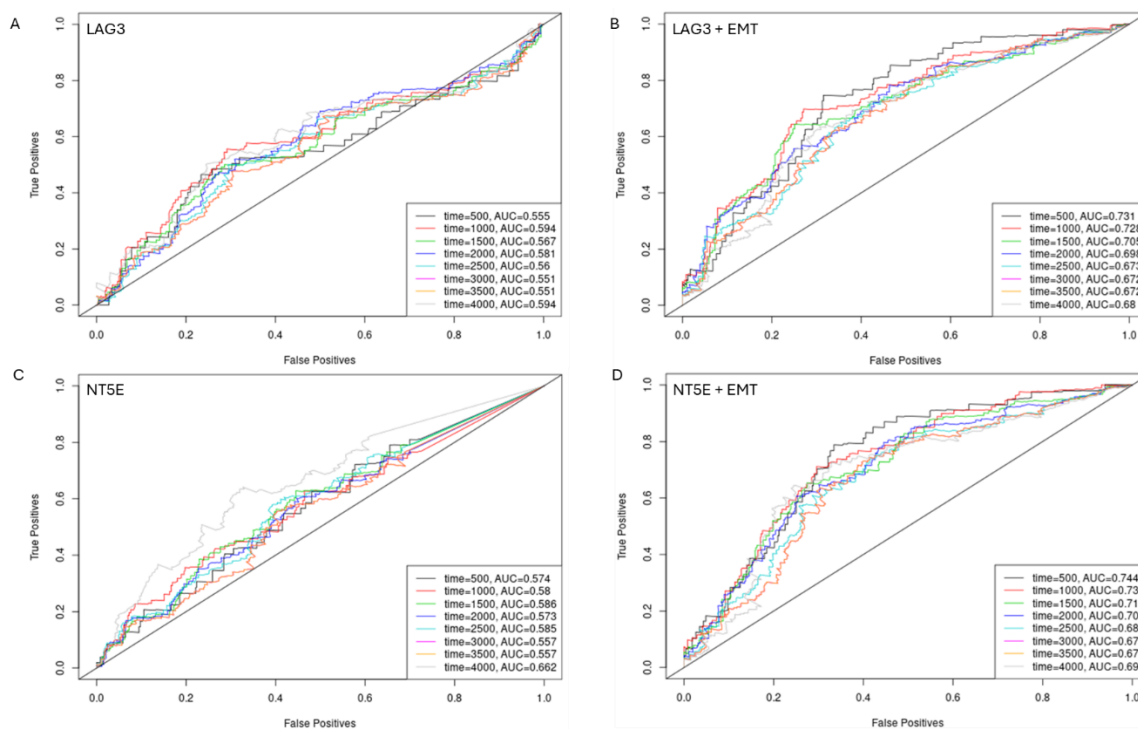 A
LAG3
True Positives
1.0
0.8
0.6
0.4
0.2
0.0
time=500, AUC=0.555
time=1000, AUC=0.594
time=1500, AUC=0.567
time=2000, AUC=0.581
time=2500, AUC=0.56
time=3000, AUC=0.551
time=3500, AUC=0.551
time=4000, AUC=0.594
0.0 0.2 0.4 0.6 0.8 1.0
False Positives
B
LAG3 + EMT
True Positives
1.0
0.8
0.6
0.4
0.2
0.0
time=500, AUC=0.731
time=1000, AUC=0.728
time=1500, AUC=0.705
time=2000, AUC=0.698
time=2500, AUC=0.673
time=3000, AUC=0.672
time=3500, AUC=0.672
time=4000, AUC=0.68
0.0 0.2 0.4 0.6 0.8 1.0
False Positives
C
NT5E
True Positives
1.0
0.8
0.6
0.4
0.2
0.0
time=500, AUC=0.574
time=1000, AUC=0.58
time=1500, AUC=0.586
time=2000, AUC=0.573
time=2500, AUC=0.585
time=3000, AUC=0.557
time=3500, AUC=0.557
time=4000, AUC=0.662
0.0 0.2 0.4 0.6 0.8 1.0
False Positives
D
NT5E + EMT
True Positives
1.0
0.8
0.6
0.4
0.2
0.0
time=500, AUC=0.744
time=1000, AUC=0.73
time=1500, AUC=0.71
time=2000, AUC=0.70
time=2500, AUC=0.68
time=3000, AUC=0.67
time=3500, AUC=0.67
time=4000, AUC=0.69
0.0 0.2 0.4 0.6 0.8 1.0
False Positives